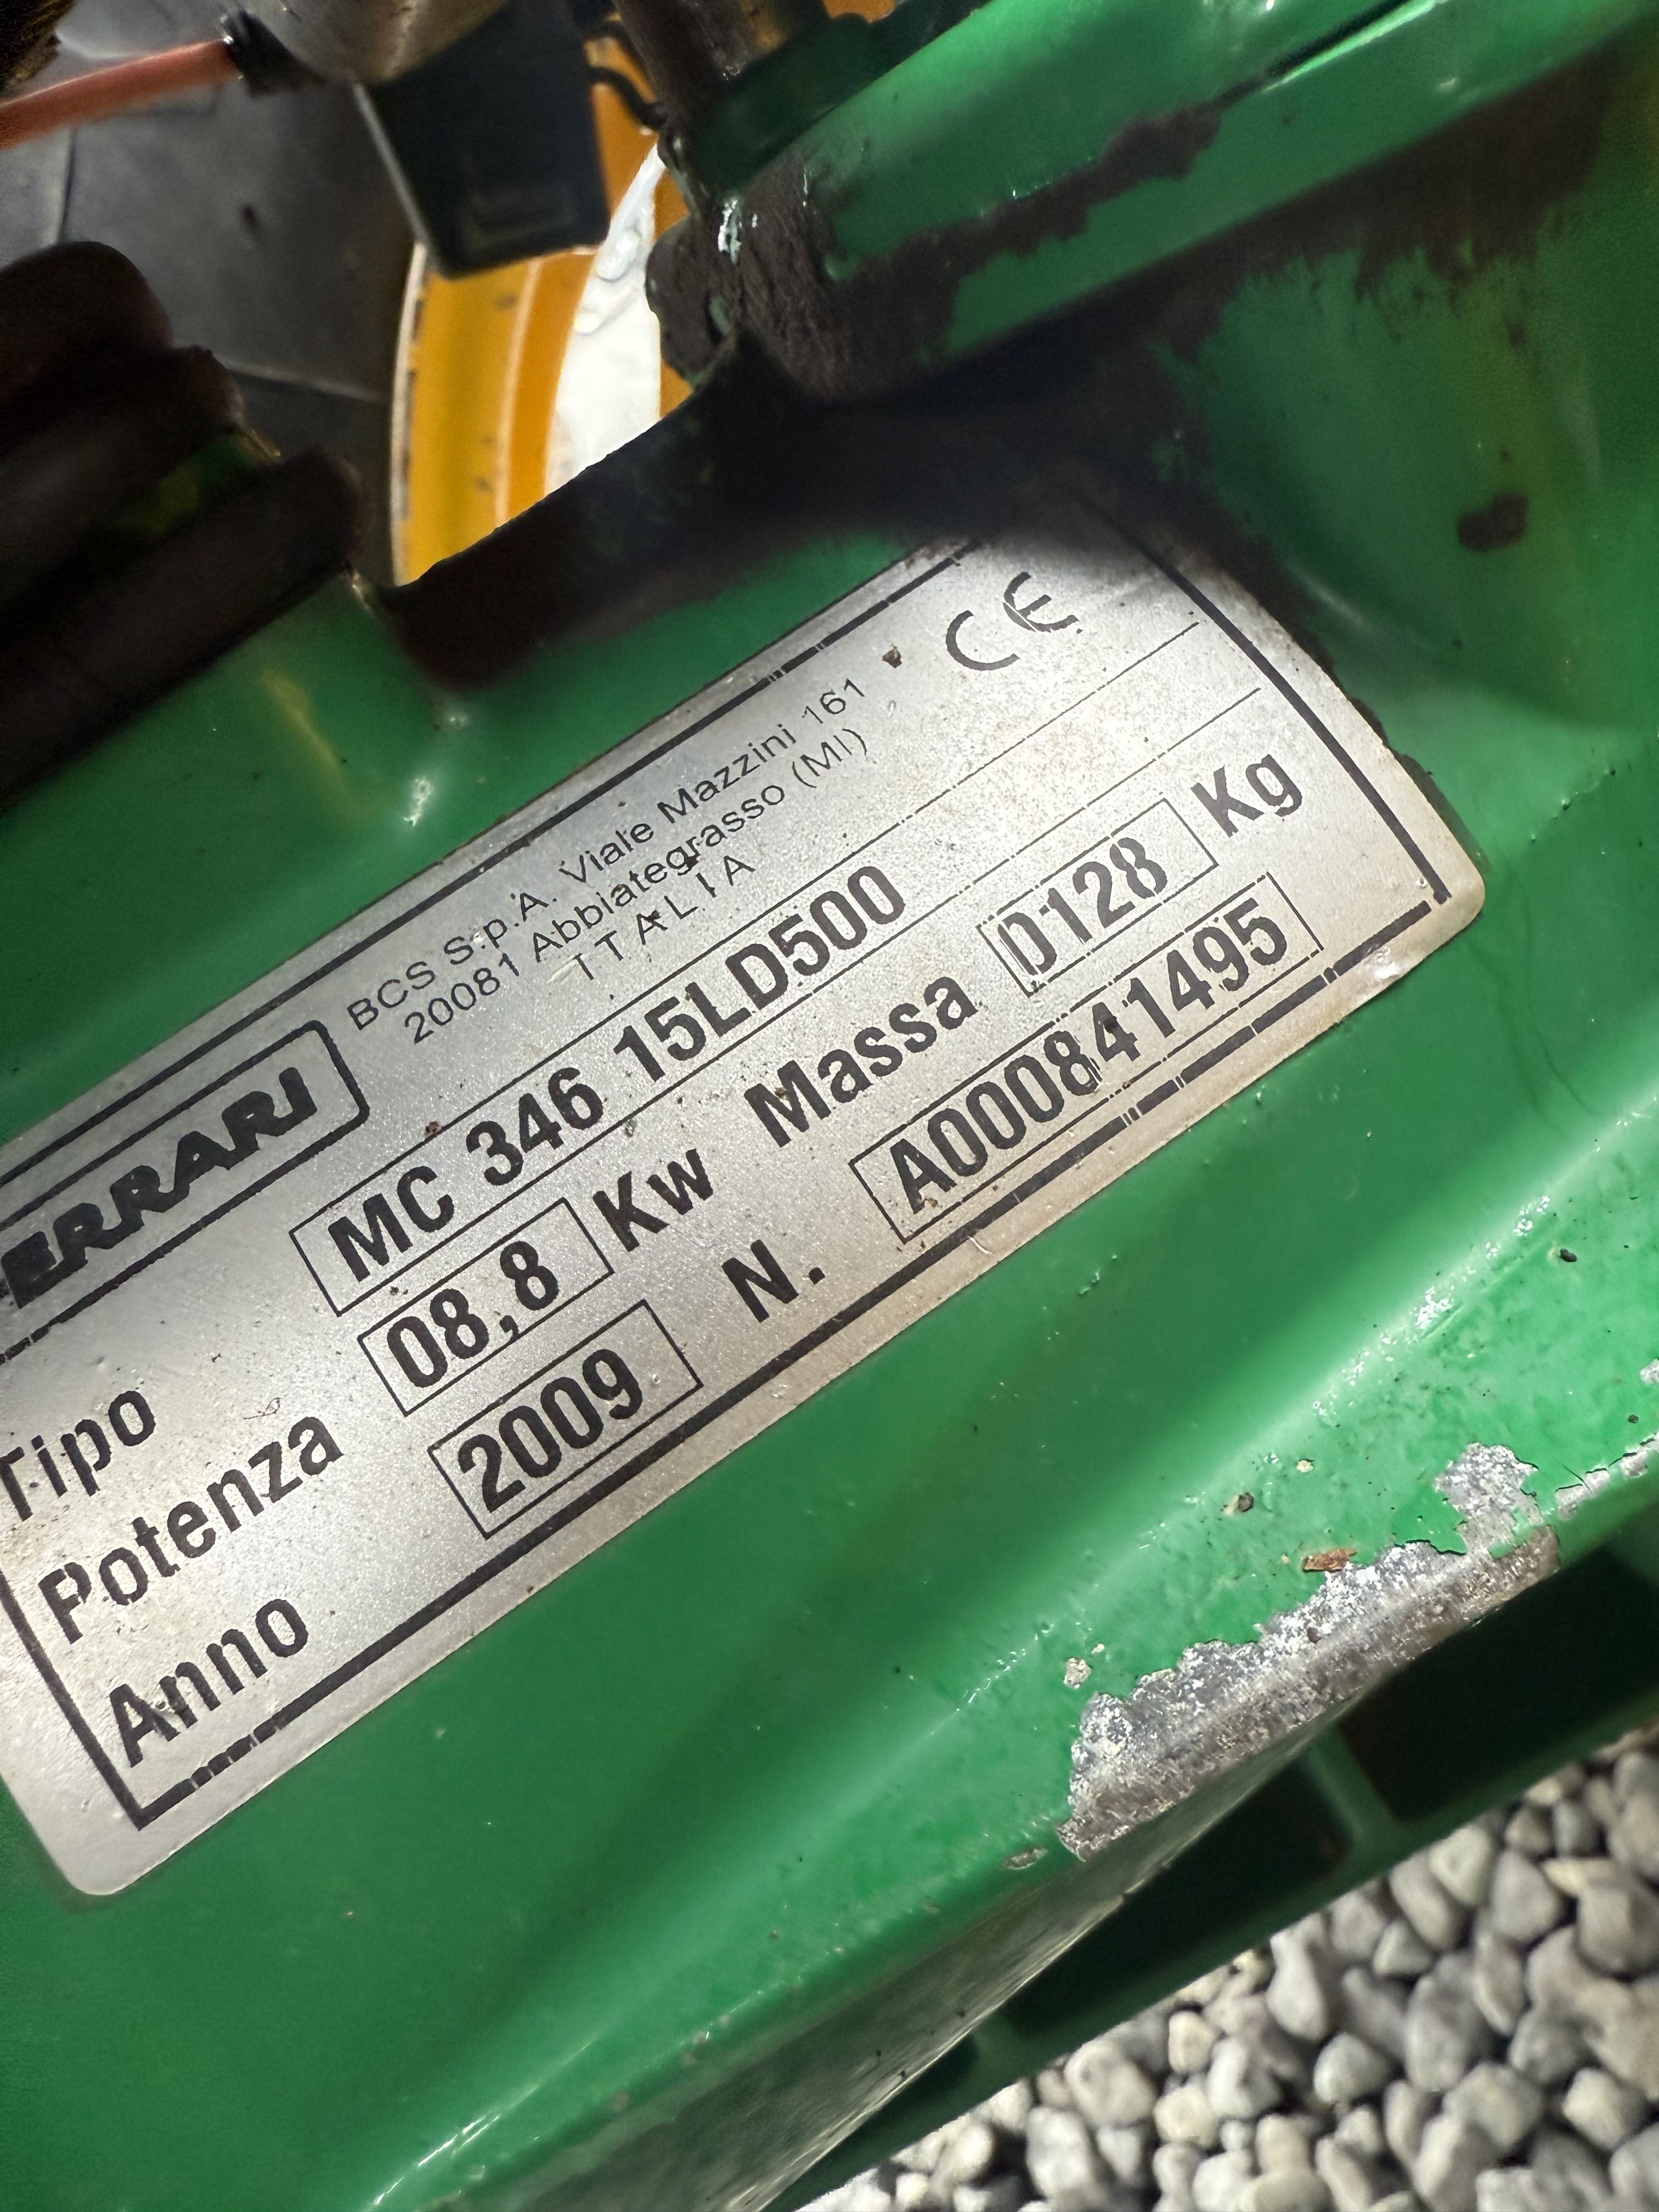 ERRARI
BCS S.p.A. Viale Mazzini 161
20081 Abbiategrasso (MI)
ITALIA
CE
Tipo MC 346 15LD500
Potenza 08,8 Kw Massa 0128 Kg
Anno 2009 N. A000841495